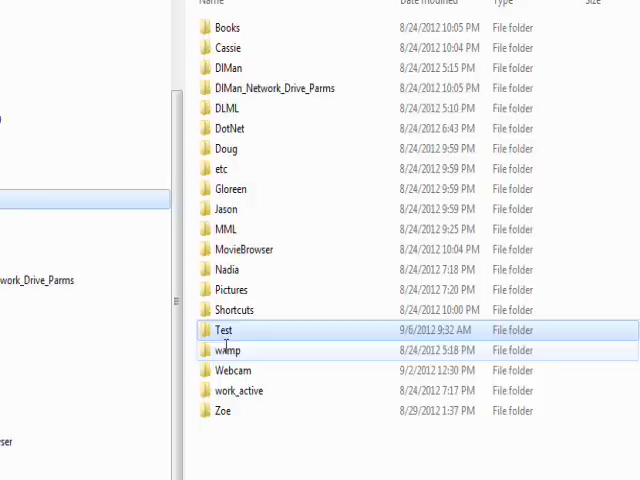 Name Date modified Type Size
Books 8/24/2012 10:05 PM File folder
Cassie 8/24/2012 10:04 PM File folder
DIMan 8/24/2012 5:15 PM File folder
DIMan_Network_Drive_Parms 8/24/2012 10:05 PM File folder
DLML 8/24/2012 5:10 PM File folder
DotNet 8/24/2012 6:43 PM File folder
Doug 8/24/2012 9:59 PM File folder
etc 8/24/2012 9:59 PM File folder
Gloreen 8/24/2012 9:59 PM File folder
Jason 8/24/2012 9:59 PM File folder
MML 8/24/2012 9:25 PM File folder
MovieBrowser 8/24/2012 10:04 PM File folder
Nadia 8/24/2012 7:18 PM File folder
work_Drive_Parms
Pictures 8/24/2012 7:20 PM File folder
Shortcuts 8/24/2012 10:00 PM File folder
Test 9/6/2012 9:32 AM File folder
wamp 8/24/2012 5:18 PM File folder
Webcam 9/2/2012 12:30 PM File folder
work_active 8/24/2012 7:17 PM File folder
Zoe 8/29/2012 1:37 PM File folder
ser